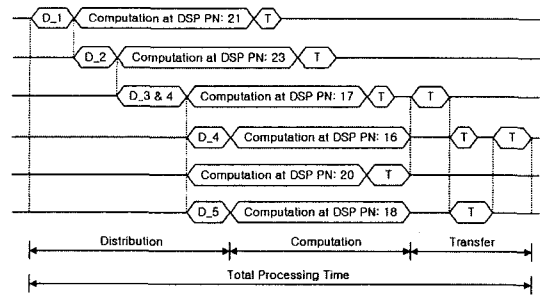 D_1 Computation at DSP PN: 21 T
D_2 Computation at DSP PN: 23 T
D_3 & 4 Computation at DSP PN: 17 T T
D_4 Computation at DSP PN: 16 T T
Computation at DSP PN: 20 T
D_5 Computation at DSP PN: 18 T
Distribution Computation Transfer
Total Processing Time